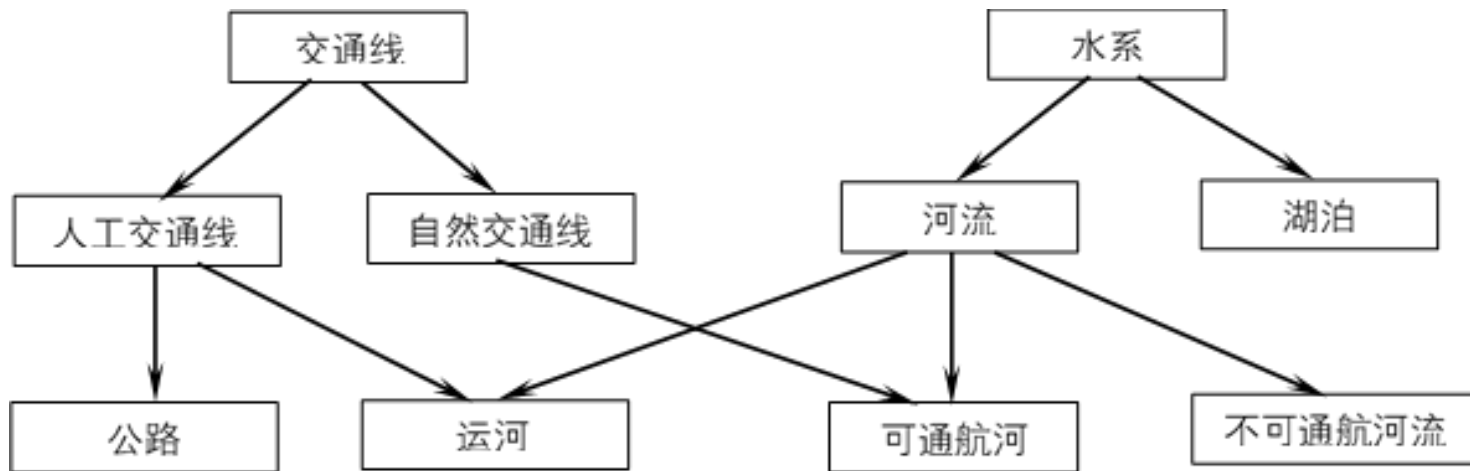 交通线
水系
人工交通线
自然交通线
河流
湖泊
公路
运河
可通航河
不可通航河流